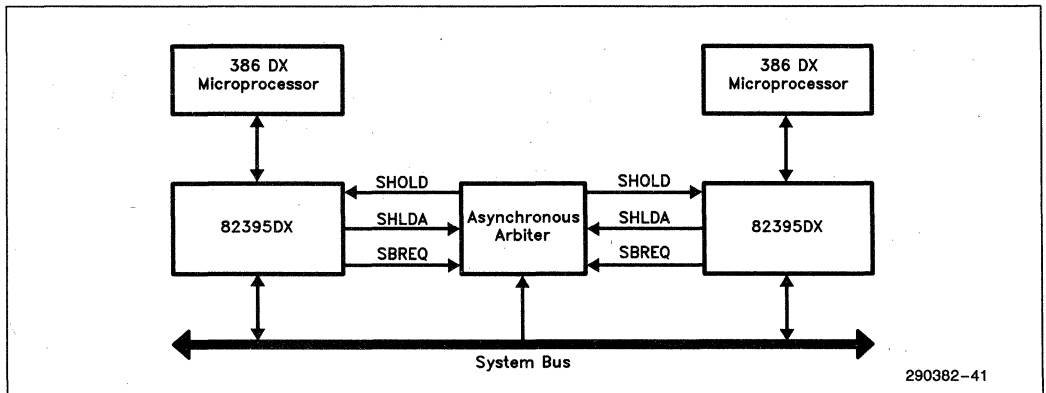 386 DX
Microprocessor
386 DX
Microprocessor
82395DX
SHOLD
SHLDA
SBREQ
Asynchronous
Arbiter
SHOLD
SHLDA
SBREQ
82395DX
System Bus
290382-41